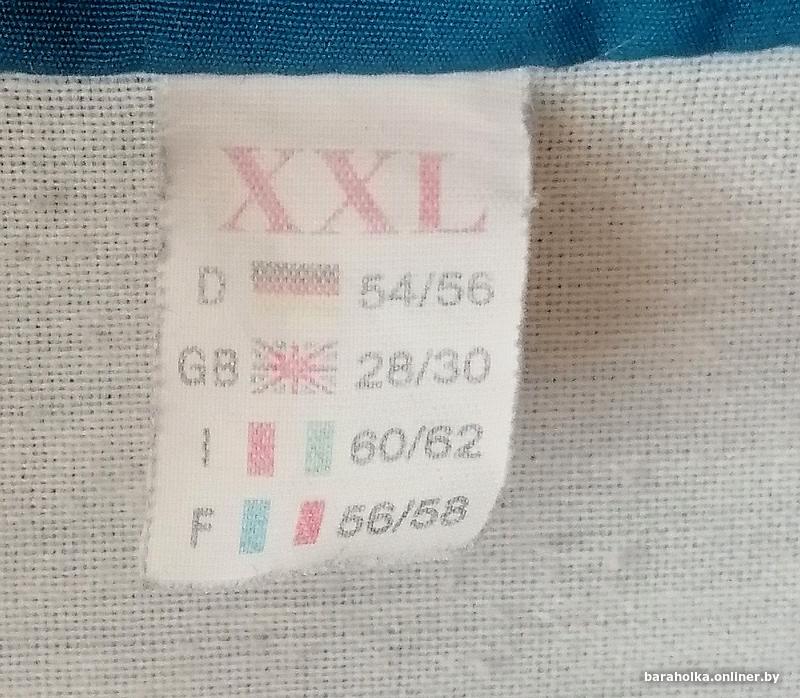 XXL
D 54/56
GB 28/30
I 60/62
F 56/58
baraholka.onliner.by